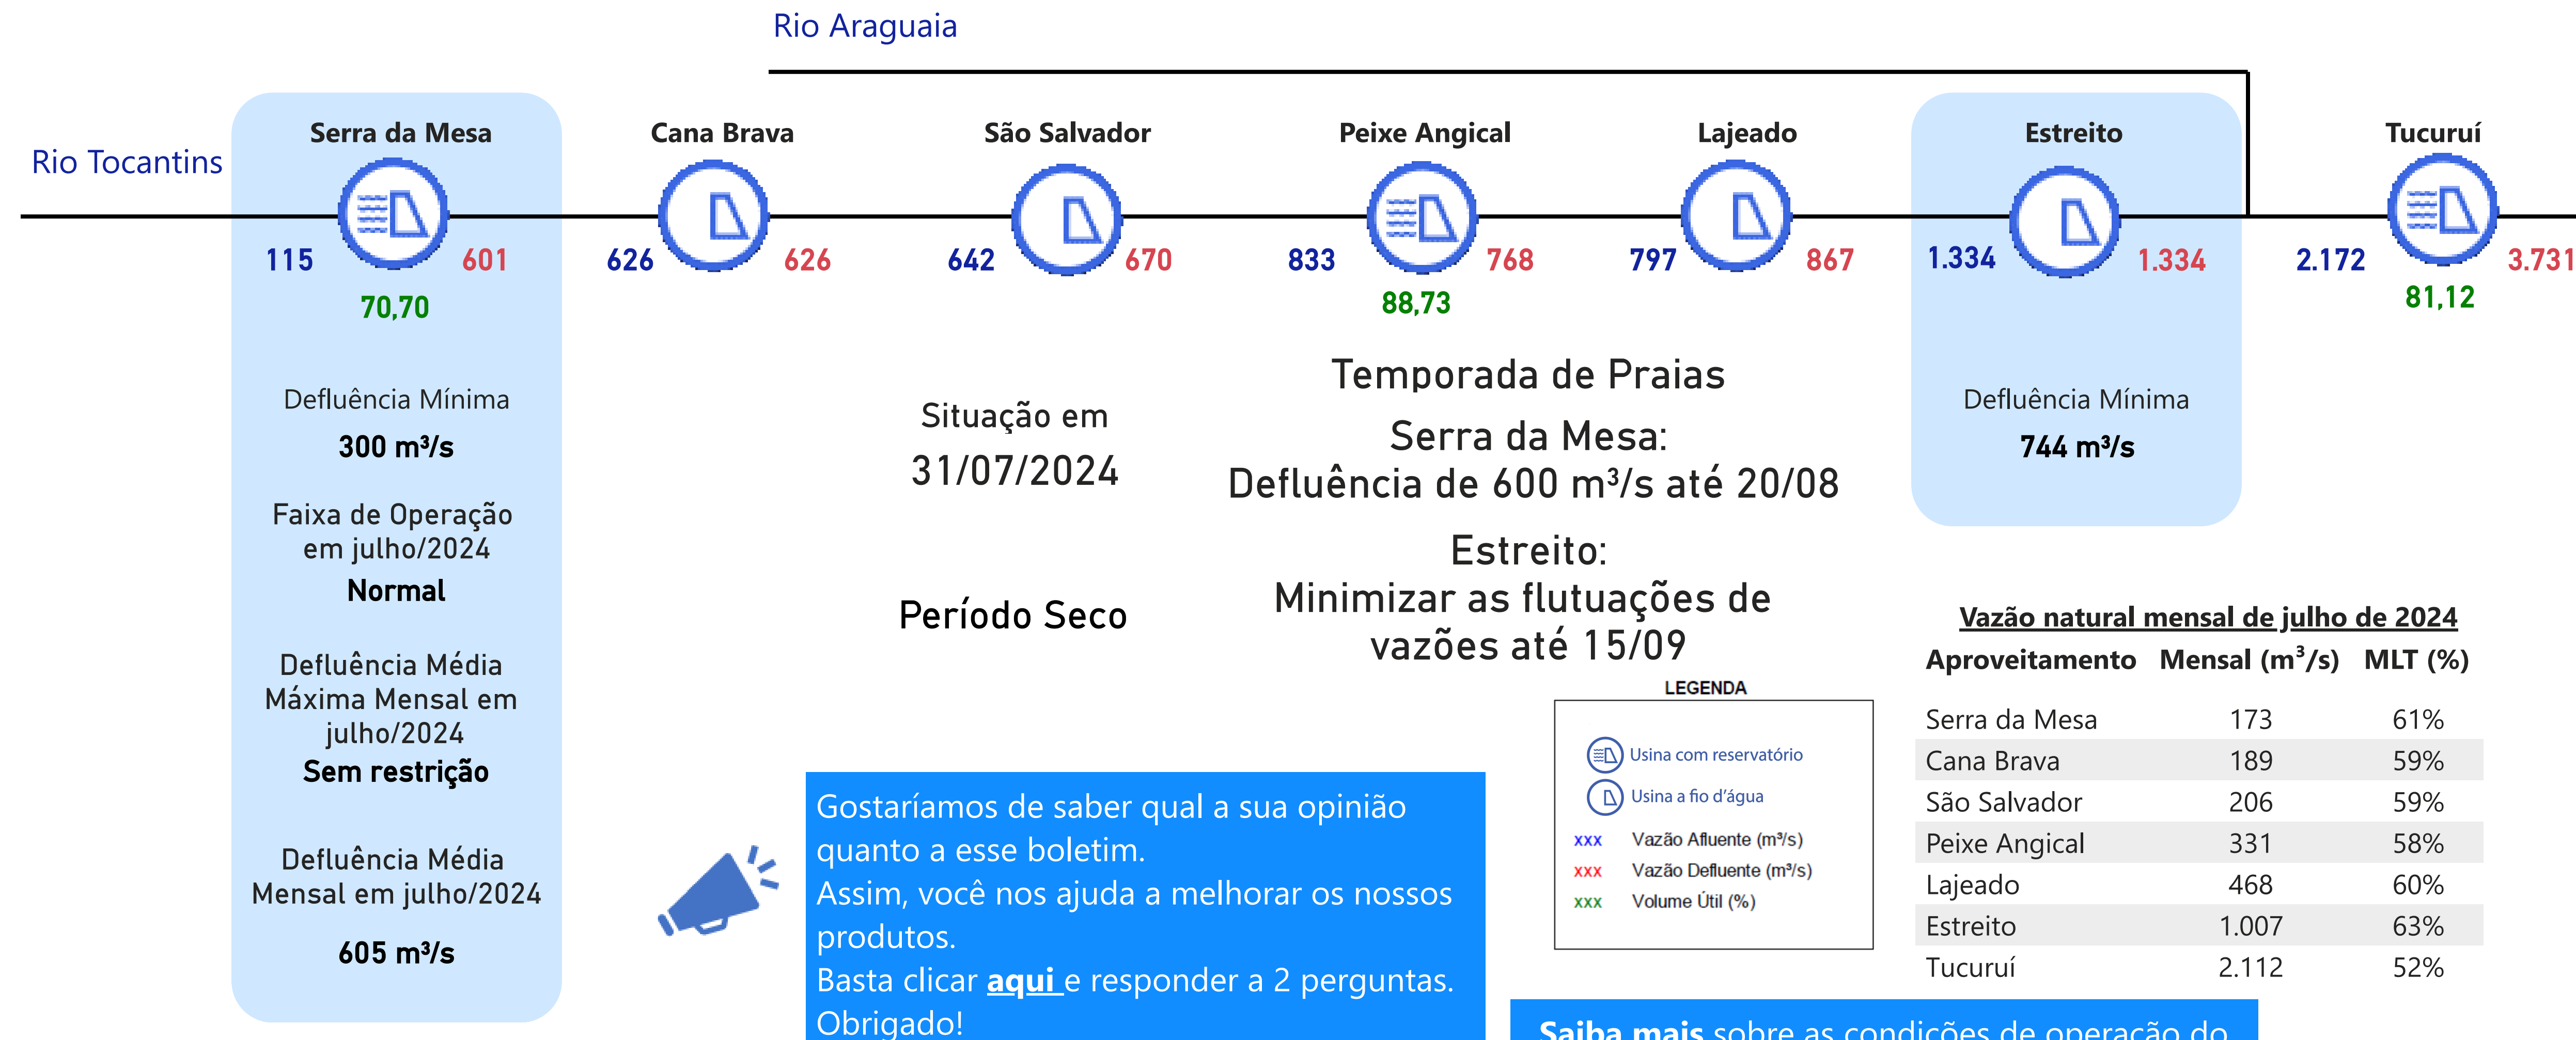 Rio Araguaia
Rio Tocantins
Serra da Mesa
Cana Brava
São Salvador
Peixe Angical
Lajeado
Estreito
Tucuruí
115
601
626
626
642
670
833
768
797
867
1.334
1.334
2.172
3.731
70,70
88,73
81,12
Defluência Mínima
300 m³/s
Faixa de Operação
em julho/2024
Normal
Defluência Média
Máxima Mensal em
julho/2024
Sem restrição
Defluência Média
Mensal em julho/2024
605 m³/s
Situação em
31/07/2024
Período Seco
Temporada de Praias
Serra da Mesa:
Defluência de 600 m³/s até 20/08
Estreito:
Minimizar as flutuações de
vazões até 15/09
Defluência Mínima
744 m³/s
Gostaríamos de saber qual a sua opinião
quanto a esse boletim.
Assim, você nos ajuda a melhorar os nossos
produtos.
Basta clicar aqui e responder a 2 perguntas.
Obrigado!
LEGENDA
Usina com reservatório
Usina a fio d'água
xxx Vazão Afluente (m³/s)
xxx Vazão Defluente (m³/s)
xxx Volume Útil (%)
Vazão natural mensal de julho de 2024
Aproveitamento Mensal (m³/s) MLT (%)
Serra da Mesa 173 61%
Cana Brava 189 59%
São Salvador 206 59%
Peixe Angical 331 58%
Lajeado 468 60%
Estreito 1.007 63%
Tucuruí 2.112 52%
Saiba mais sobre as condições de operação do